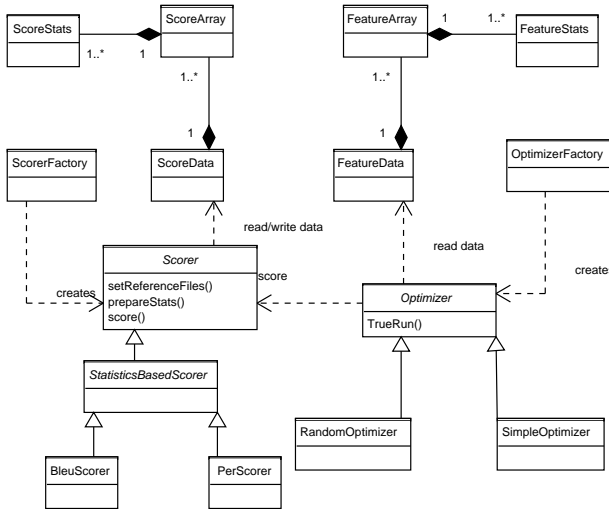 ScoreStats
ScoreArray
FeatureArray
FeatureStats
1..*
1
1
1..*
1..*
1..*
1
1
ScorerFactory
ScoreData
FeatureData
OptimizerFactory
read/write data
read data
creates
Scorer
setReferenceFiles()
prepareStats()
score()
score
creates
Optimizer
TrueRun()
StatisticsBasedScorer
RandomOptimizer
SimpleOptimizer
BleuScorer
PerScorer